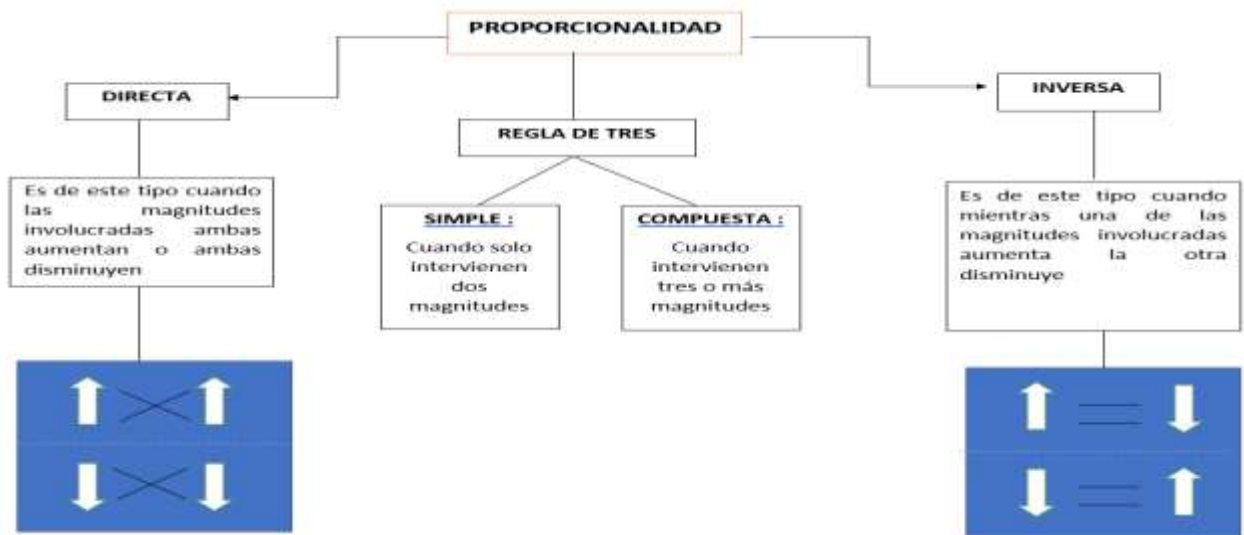 PROPORCIONALIDAD
DIRECTA
Es de este tipo cuando
las magnitudes
involucradas ambas
aumentan o ambas
disminuyen
REGLA DE TRES
SIMPLE :
Cuando solo
intervienen
dos
magnitudes
COMPUESTA :
Cuando
intervienen
tres o más
magnitudes
INVERSA
Es de este tipo cuando
mientras una de las
magnitudes involucradas
aumenta la otra
disminuye